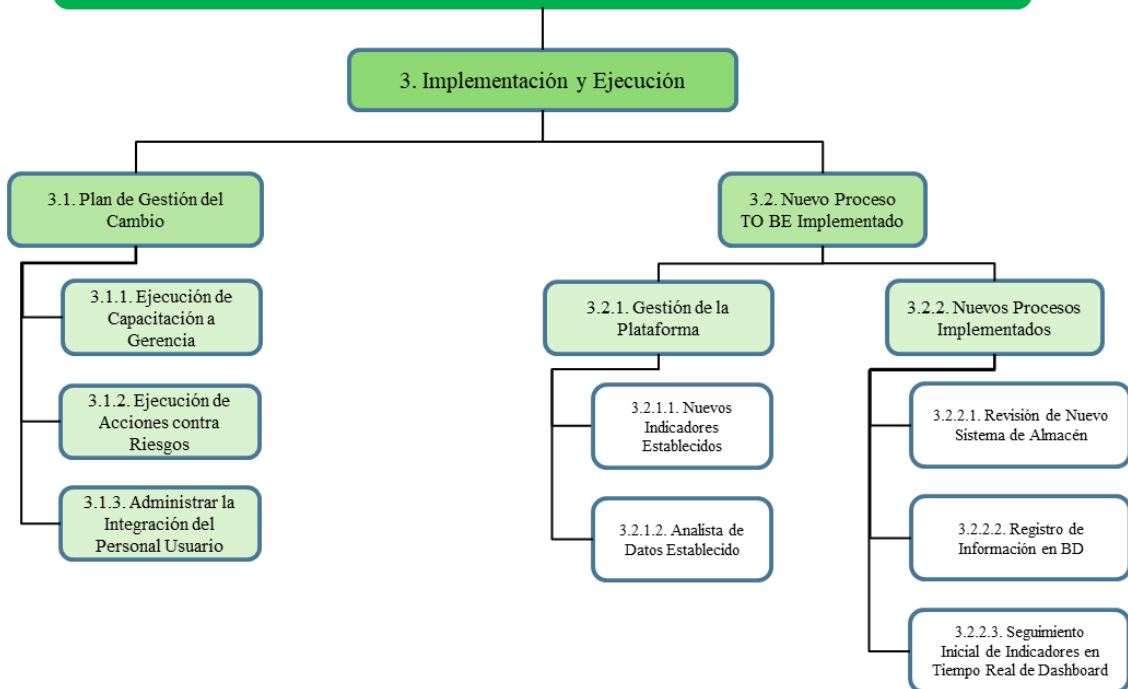 3. Implementación y Ejecución
3.1. Plan de Gestión del
Cambio
3.2. Nuevo Proceso
TO BE Implementado
3.1.1. Ejecución de
Capacitación a
Gerencia
3.1.2. Ejecución de
Acciones contra
Riesgos
3.1.3. Administrar la
Integración del
Personal Usuario
3.2.1. Gestión de la
Plataforma
3.2.1.1. Nuevos
Indicadores
Establecidos
3.2.1.2. Analista de
Datos Establecido
3.2.2. Nuevos Procesos
Implementados
3.2.2.1. Revisión de Nuevo
Sistema de Almacén
3.2.2.2. Registro de
Información en BD
3.2.2.3. Seguimiento
Inicial de Indicadores en
Tiempo Real de Dashboard